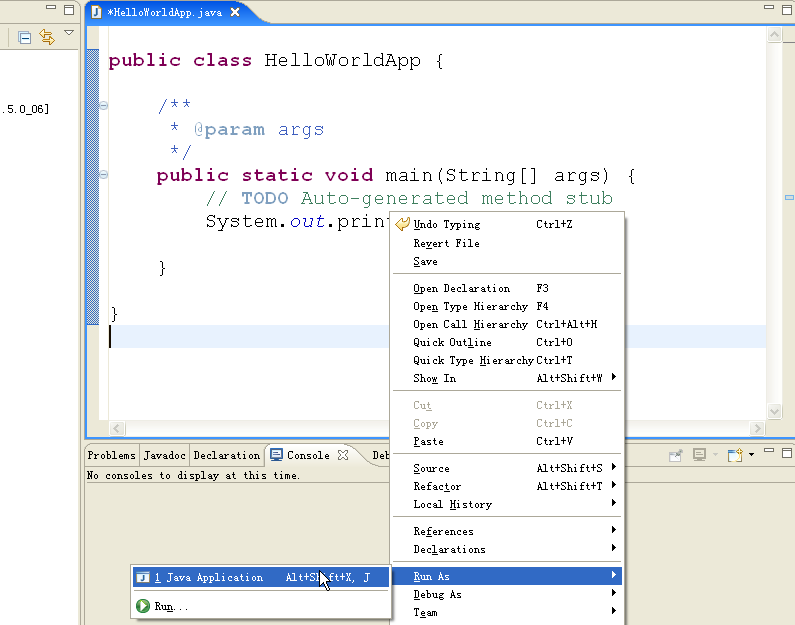 *HelloWorldApp.java
public class HelloWorldApp {
.5.0_06]
/**
* @param args
*/
public static void main(String[] args) {
// TODO Auto-generated method stub
System.out.prin
}
}
Undo Typing Ctrl+Z
Revert File
Save
Open Declaration F3
Open Type Hierarchy F4
Open Call Hierarchy Ctrl+Alt+H
Quick Outline Ctrl+O
Quick Type Hierarchy Ctrl+T
Show In Alt+Shift+W
Cut Ctrl+X
Copy Ctrl+C
Paste Ctrl+V
Source Alt+Shift+S
Refactor Alt+Shift+T
Local History
References
Declarations
Run As
Debug As
Team
Problems Javadoc Declaration Console Deb
No consoles to display at this time.
1 Java Application Alt+Shift+X, J
Run...